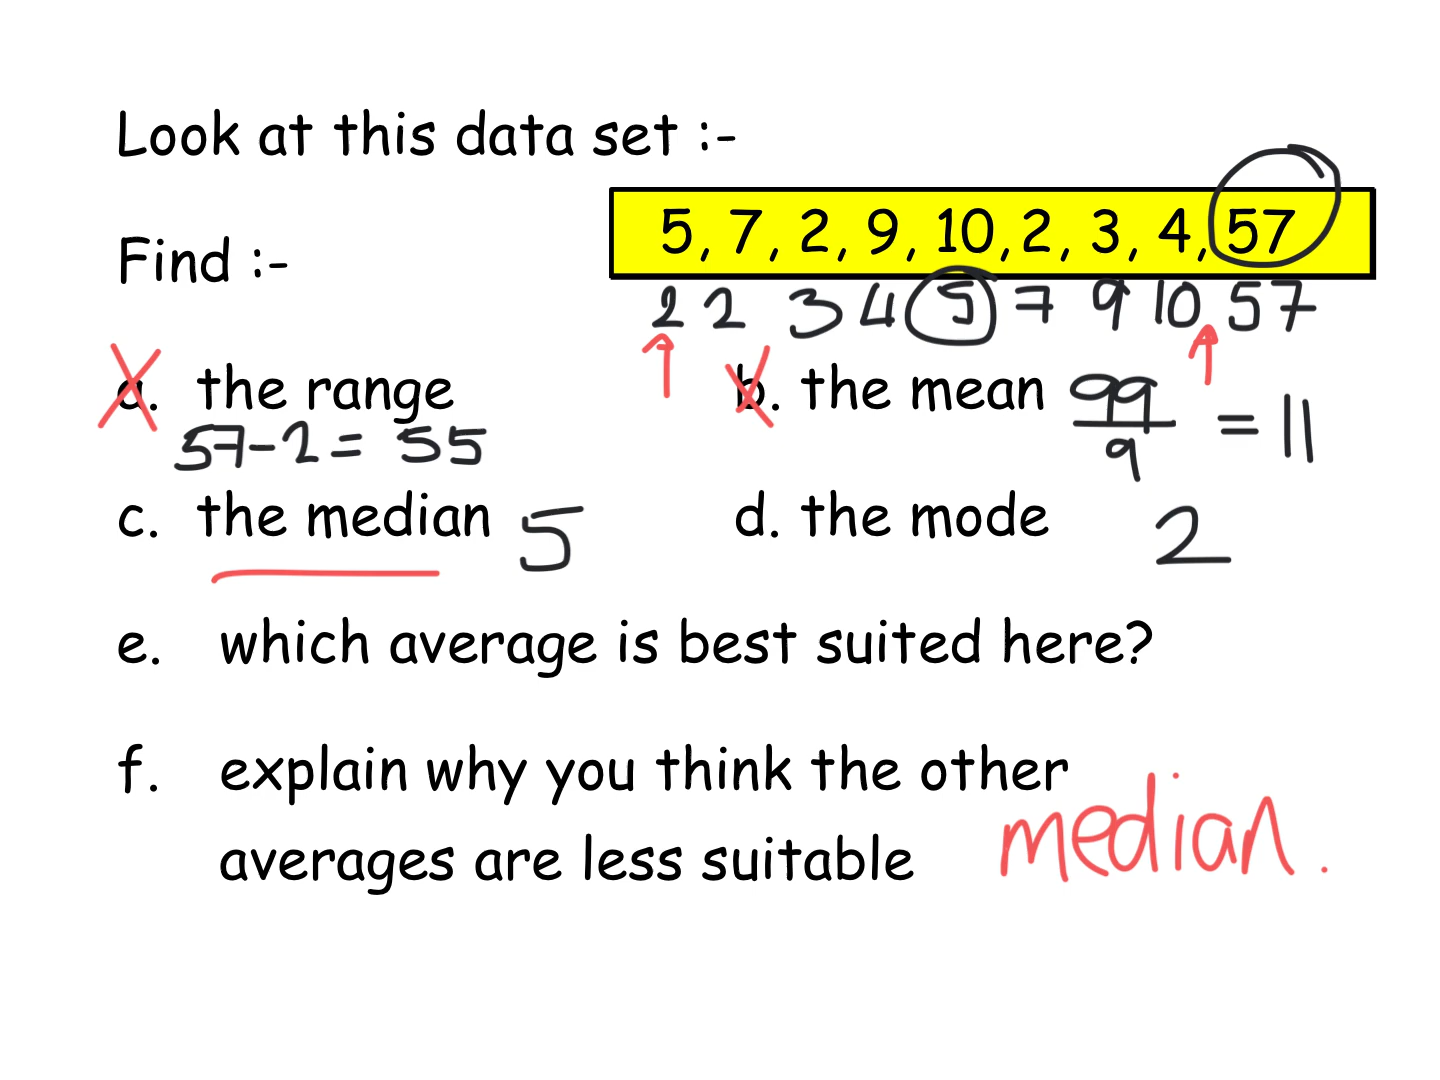 Look at this data set :-
5, 7, 2, 9, 10, 2, 3, 4, 57
Find :-
2 2 3 4 5 7 9 10 57
a. the range
b. the mean 99/9 = 11
57-2 = 55
c. the median 5
d. the mode 2
e. which average is best suited here?
f. explain why you think the other
averages are less suitable
median.